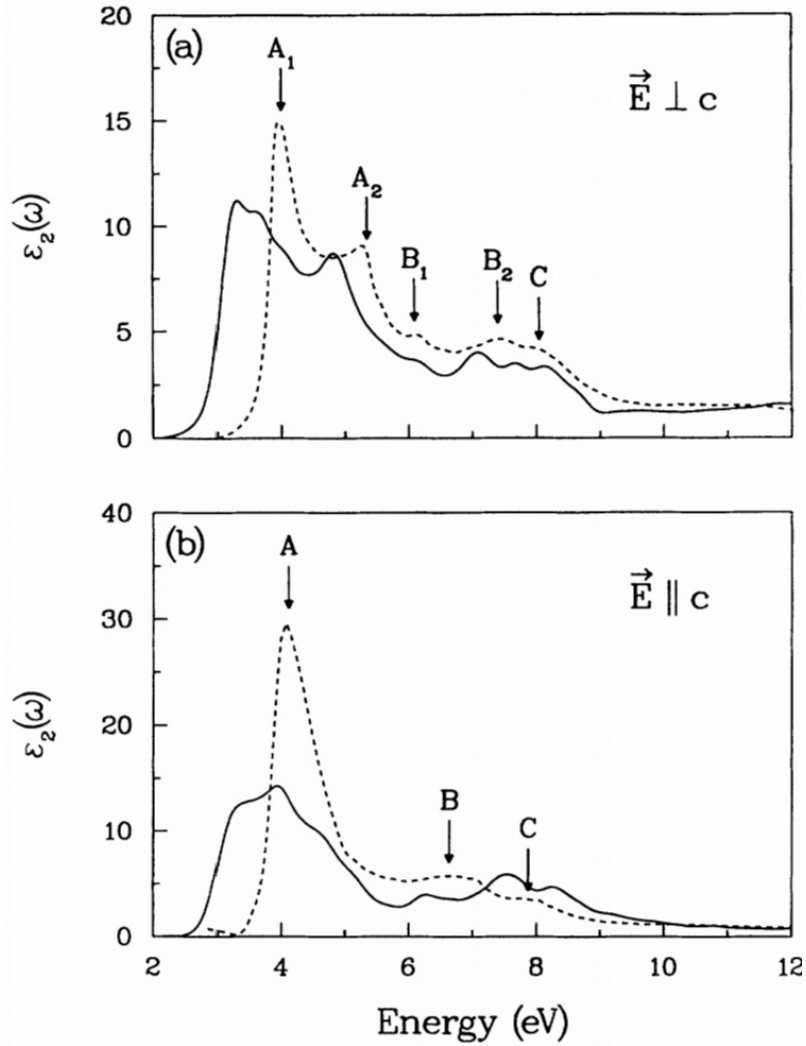 20
(a)
A₁
E⃗ ⊥ c
15
A₂
ε₂(ω)
10
B₁
B₂
C
5
0
40
(b)
A
E⃗ ∥ c
30
ε₂(ω)
20
B
C
10
0
2
4
6
8
10
12
Energy (eV)